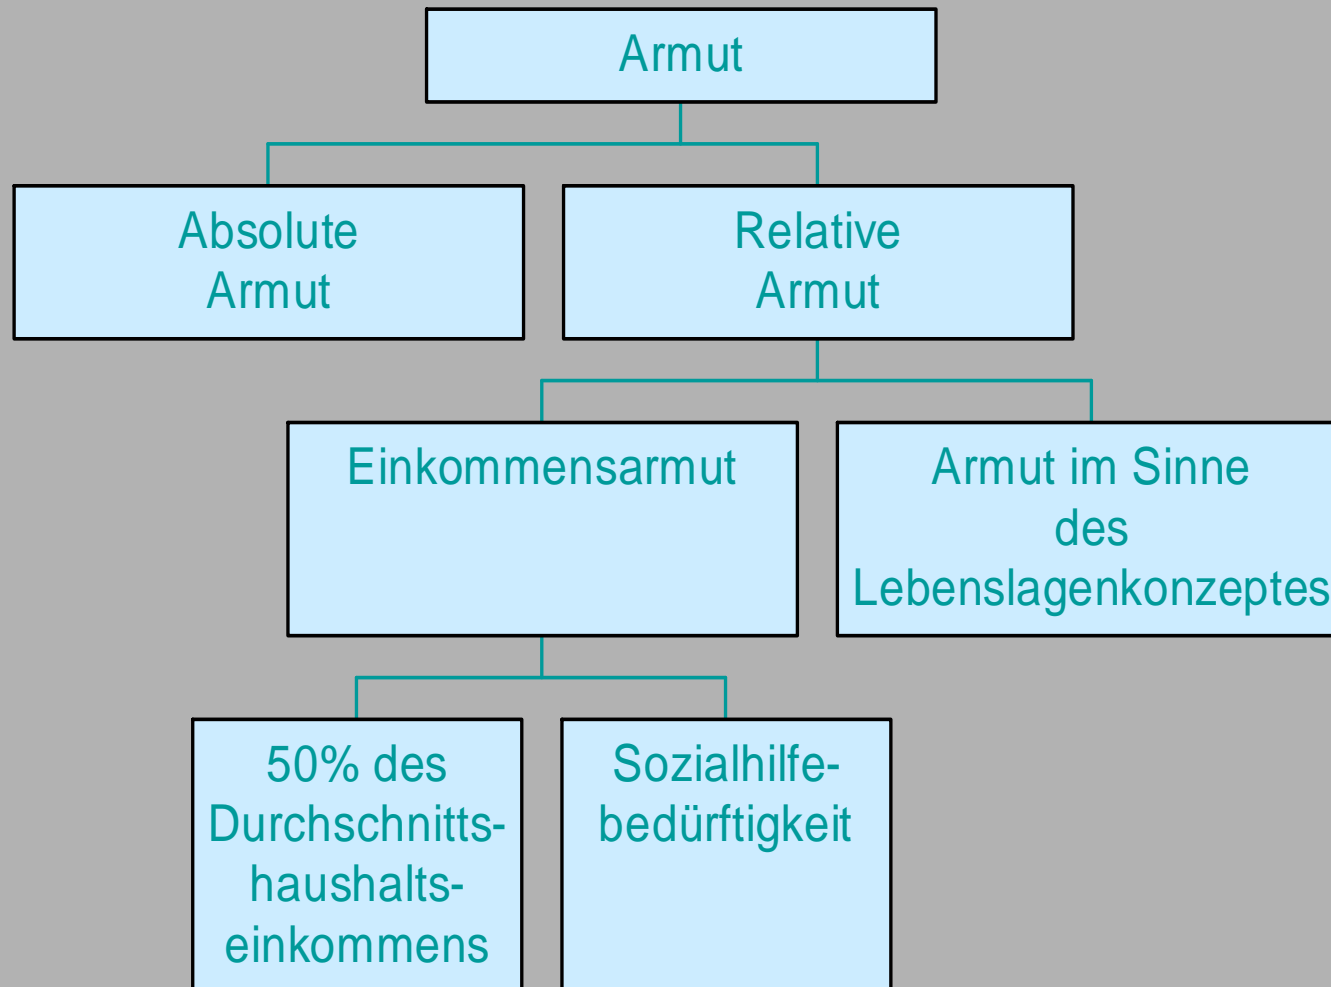 Armut
Absolute
Armut
Relative
Armut
Einkommensarmut
Armut im Sinne
des
Lebenslagenkonzeptes
50% des
Durchschnitts-
haushalts-
einkommens
Sozialhilfe-
bedürftigkeit